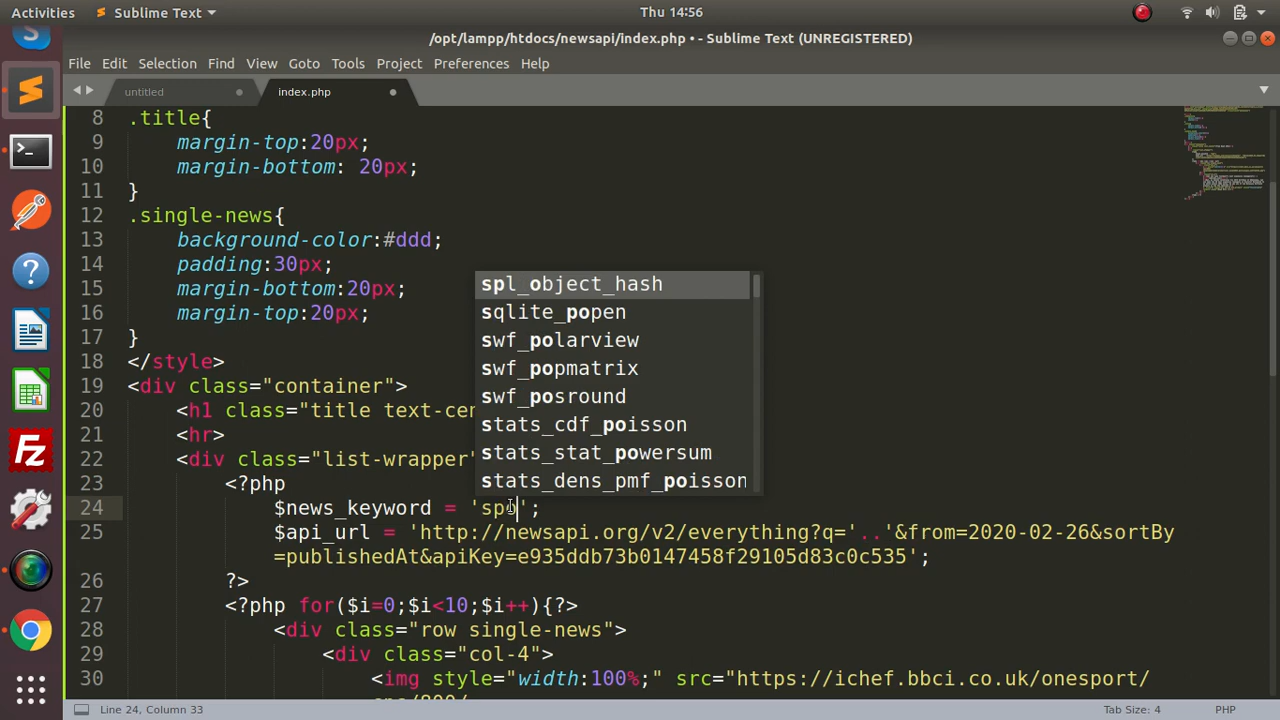 Activities Sublime Text Thu 14:56
/opt/lampp/htdocs/newsapi/index.php • - Sublime Text (UNREGISTERED)
File Edit Selection Find View Goto Tools Project Preferences Help
untitled index.php
8 .title{
9 margin-top:20px;
10 margin-bottom: 20px;
11 }
12 .single-news{
13 background-color:#ddd;
14 padding:30px;
15 margin-bottom:20px;
16 margin-top:20px;
17 }
18 </style>
19 <div class="container">
20 <h1 class="title text-cen
21 <hr>
22 <div class="list-wrapper"
spl_object_hash
sqlite_popen
swf_polarview
swf_popmatrix
swf_posround
stats_cdf_poisson
stats_stat_powersum
stats_dens_pmf_poisson
23 <?php
24 $news_keyword = 'spo';
25 $api_url = 'http://newsapi.org/v2/everything?q='..'&from=2020-02-26&sortBy
=publishedAt&apiKey=e935ddb73b0147458f29105d83c0c535';
26 ?>
27 <?php for($i=0;$i<10;$i++){?>
28 <div class="row single-news">
29 <div class="col-4">
30 <img style="width:100%;" src="https://ichef.bbci.co.uk/onesport/
Line 24, Column 33 Tab Size: 4 PHP